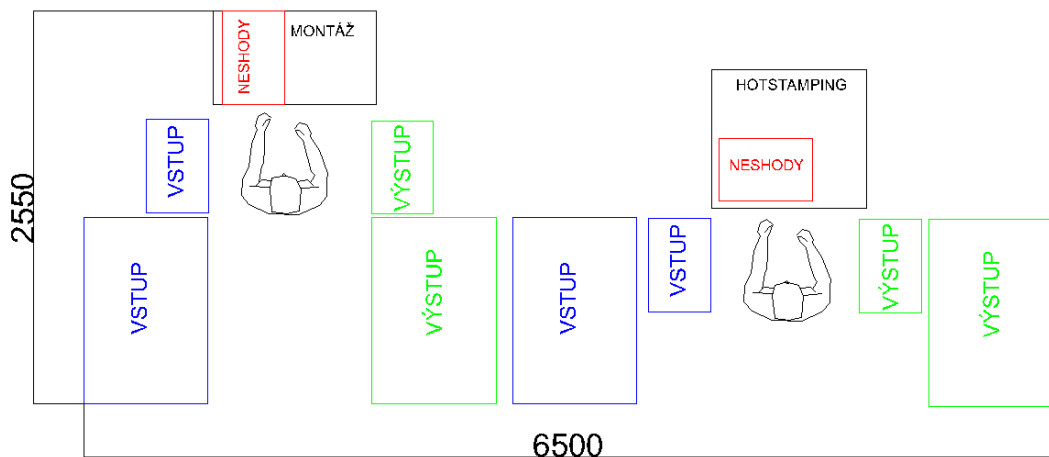 NESHODY
MONTÁŽ
HOTSTAMPING
VSTUP
VÝSTUP
NESHODY
2550
VSTUP
VÝSTUP
VSTUP
VSTUP
VÝSTUP
VÝSTUP
6500